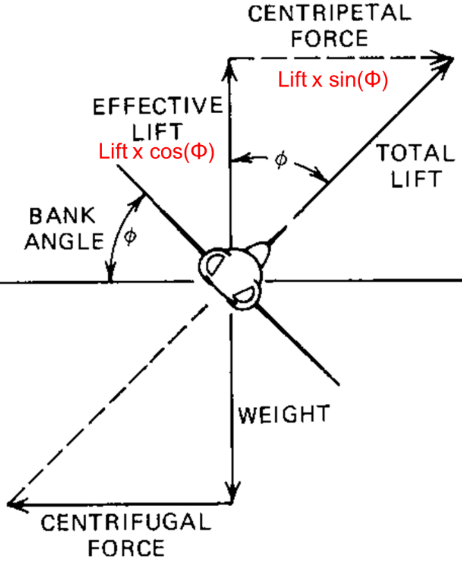 CENTRIPETAL
FORCE
Lift x sin(Φ)
EFFECTIVE
LIFT
Lift x cos(Φ)
ϕ
TOTAL
LIFT
BANK
ANGLE
ϕ
WEIGHT
CENTRIFUGAL
FORCE